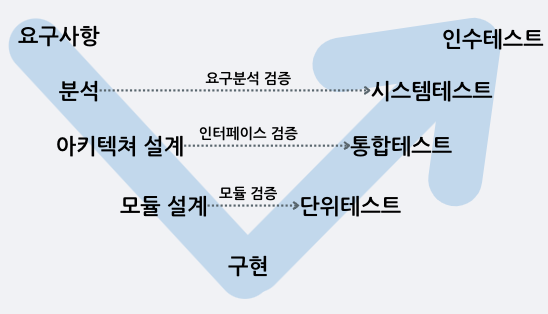 요구사항
인수테스트
분석
요구분석 검증
시스템테스트
아키텍쳐 설계
인터페이스 검증
통합테스트
모듈 설계
모듈 검증
단위테스트
구현